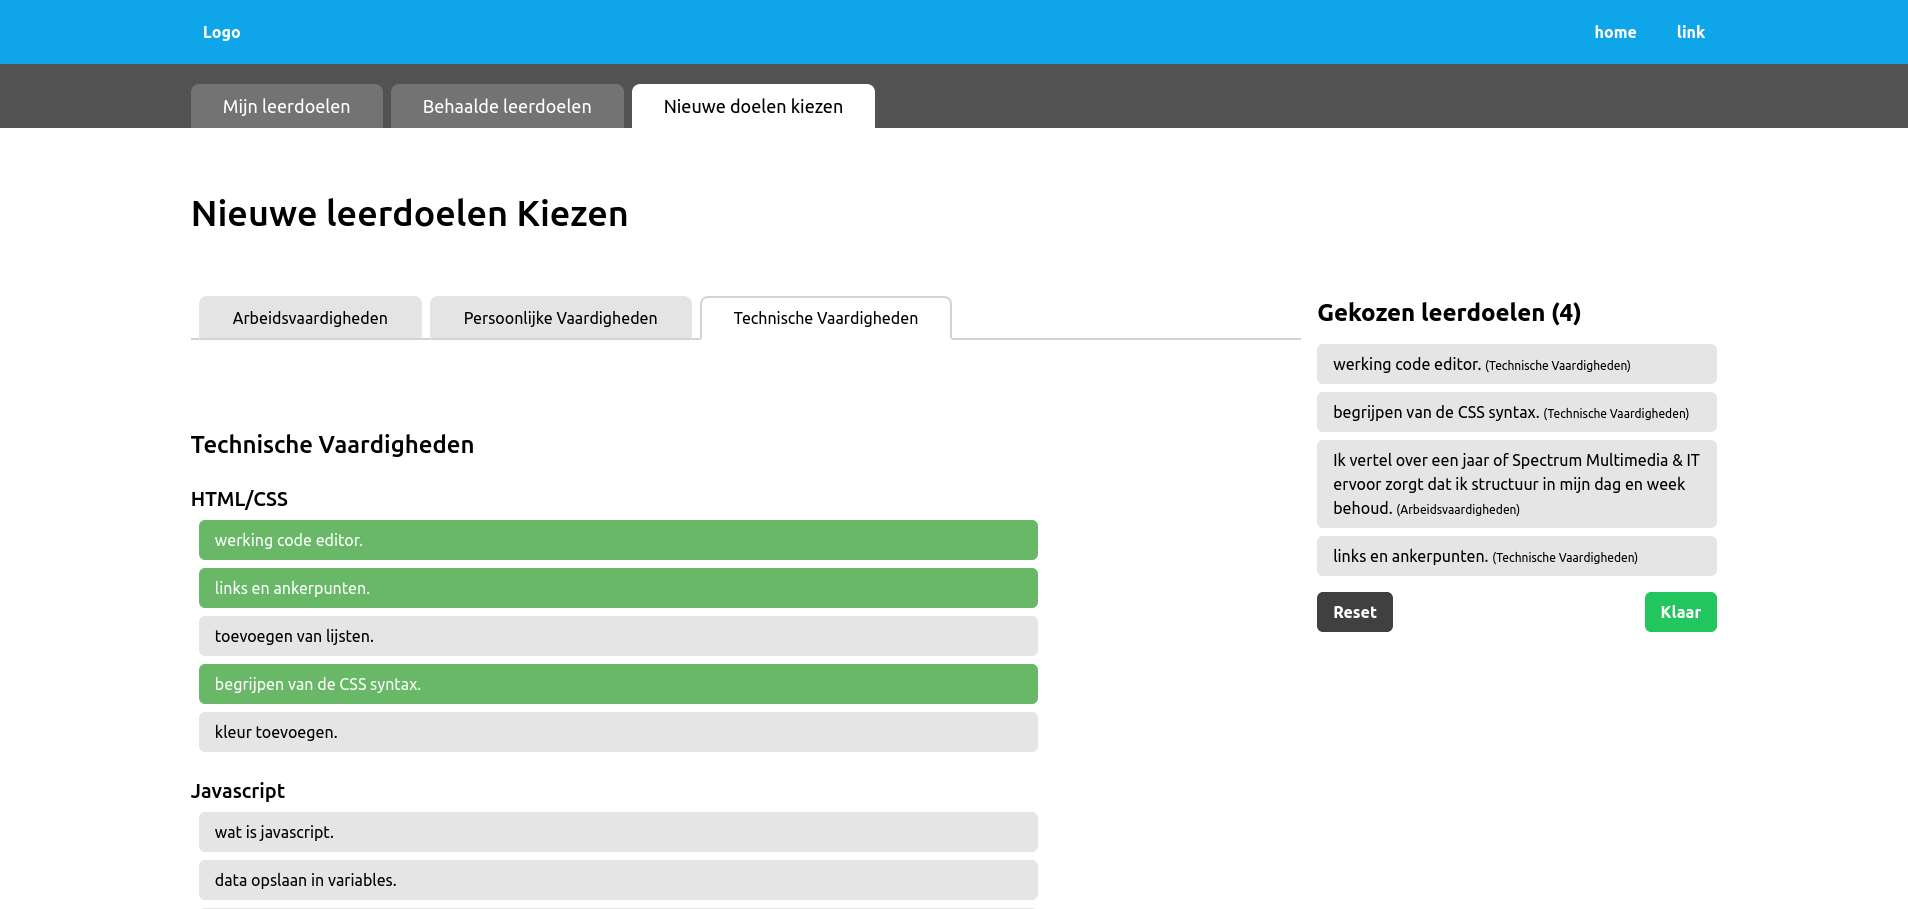 Logo
home
link
Mijn leerdoelen
Behaalde leerdoelen
Nieuwe doelen kiezen
Nieuwe leerdoelen Kiezen
Arbeidsvaardigheden
Persoonlijke Vaardigheden
Technische Vaardigheden
Technische Vaardigheden
HTML/CSS
werking code editor.
links en ankerpunten.
toevoegen van lijsten.
begrijpen van de CSS syntax.
kleur toevoegen.
Javascript
wat is javascript.
data opslaan in variables.
Gekozen leerdoelen (4)
werking code editor. (Technische Vaardigheden)
begrijpen van de CSS syntax. (Technische Vaardigheden)
Ik vertel over een jaar of Spectrum Multimedia & IT
ervoor zorgt dat ik structuur in mijn dag en week
behoud. (Arbeidsvaardigheden)
links en ankerpunten. (Technische Vaardigheden)
Reset
Klaar